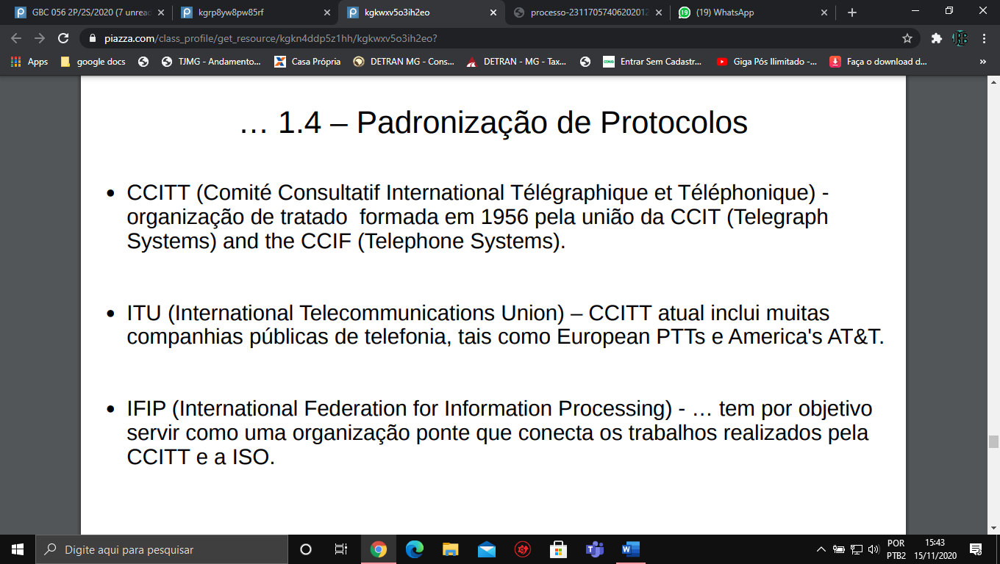 GBC 056 2P/2S/2020 (7 unread
kgrp8yw8pw85rf
kgkwxv5o3ih2eo
processo-2311705740620201
(19) WhatsApp
piazza.com/class_profile/get_resource/kgkn4ddp5z1hh/kgkwxv5o3ih2eo?
Apps
google docs
TJMG - Andamento...
Casa Própria
DETRAN MG - Cons...
DETRAN - MG - Tax...
Entrar Sem Cadastr...
Giga Pós Ilimitado -...
Faça o download d...
»
… 1.4 – Padronização de Protocolos
• CCITT (Comité Consultatif International Télégraphique et Téléphonique) -
organização de tratado formada em 1956 pela união da CCIT (Telegraph
Systems) and the CCIF (Telephone Systems).
• ITU (International Telecommunications Union) – CCITT atual inclui muitas
companhias públicas de telefonia, tais como European PTTs e America's AT&T.
• IFIP (International Federation for Information Processing) - … tem por objetivo
servir como uma organização ponte que conecta os trabalhos realizados pela
CCITT e a ISO.
Digite aqui para pesquisar
POR
PTB2
15:43
15/11/2020